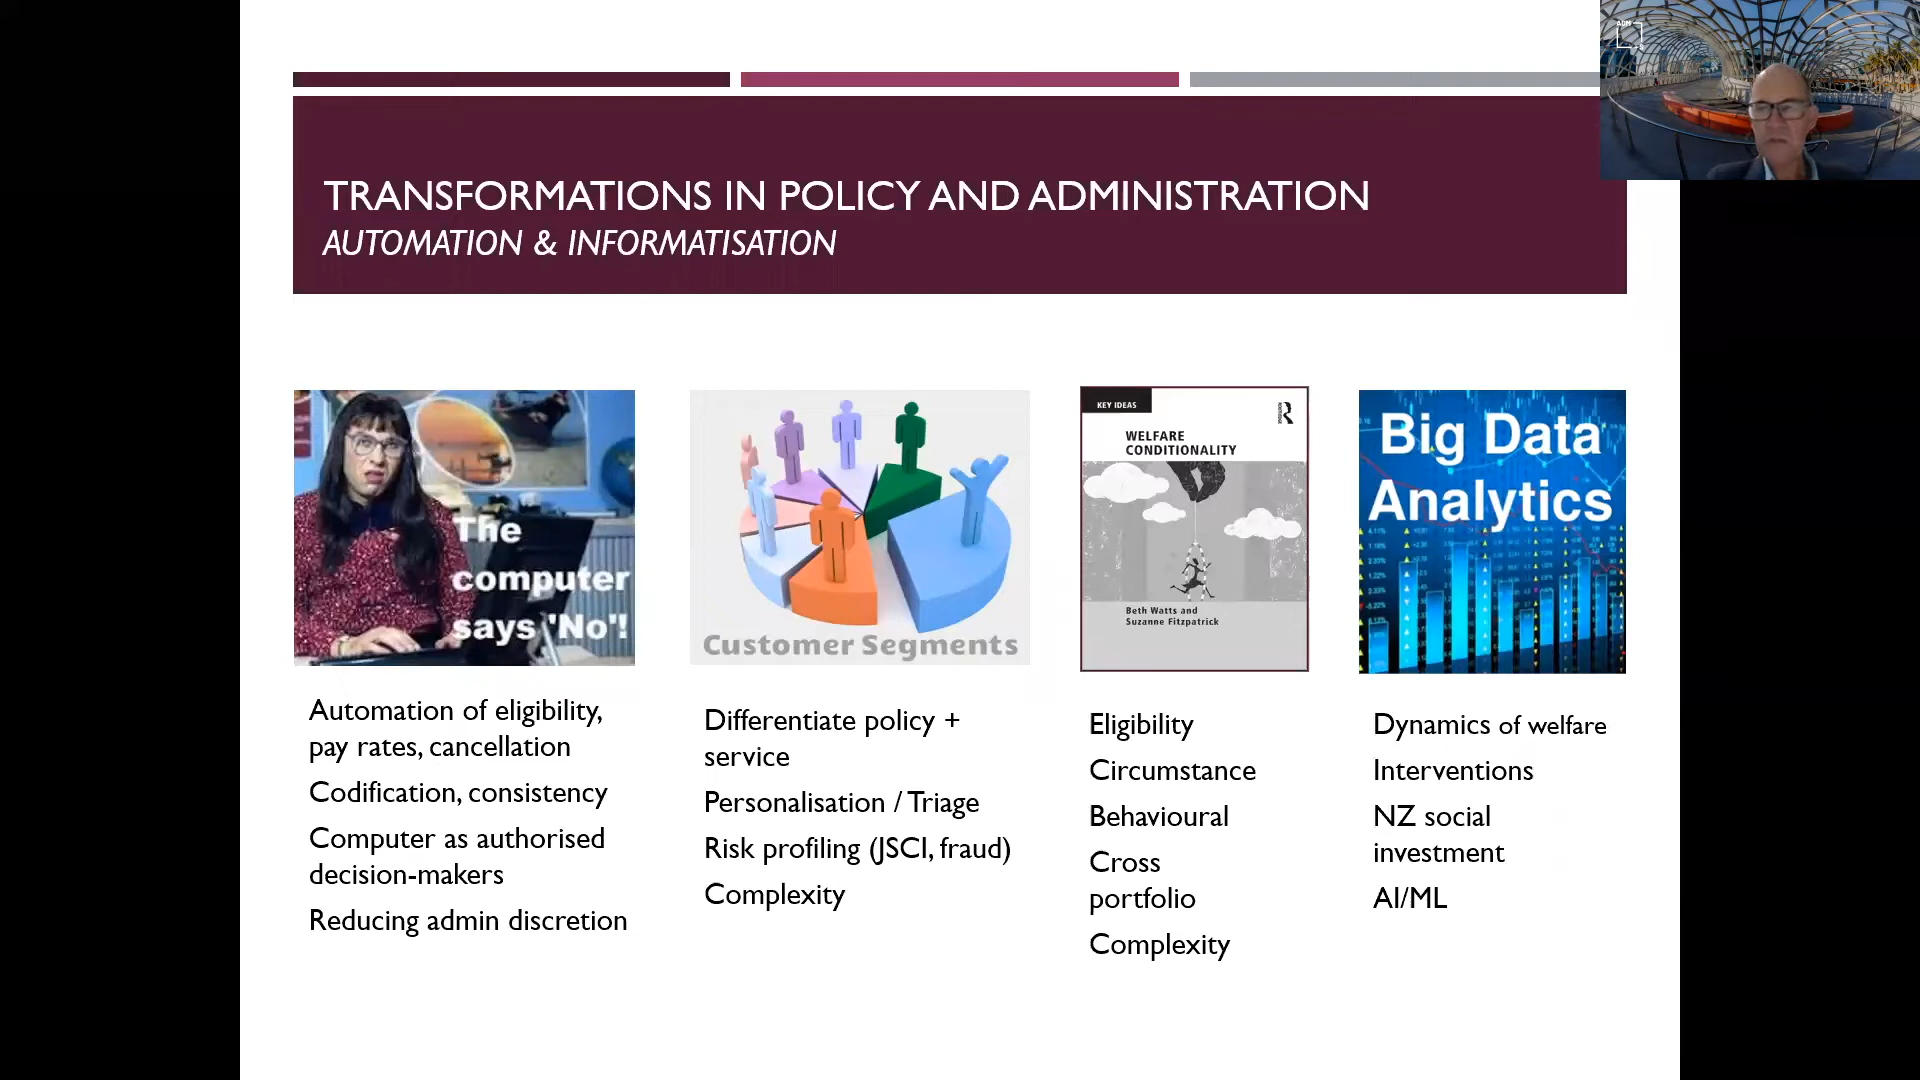 ADM
TRANSFORMATIONS IN POLICY AND ADMINISTRATION
AUTOMATION & INFORMATISATION
The
computer
says 'No'!
Automation of eligibility,
pay rates, cancellation
Codification, consistency
Computer as authorised
decision-makers
Reducing admin discretion
Customer Segments
Differentiate policy +
service
Personalisation / Triage
Risk profiling (JSCI, fraud)
Complexity
KEY IDEAS
WELFARE
CONDITIONALITY
Beth Watts and
Suzanne Fitzpatrick
Eligibility
Circumstance
Behavioural
Cross
portfolio
Complexity
Big Data
Analytics
Dynamics of welfare
Interventions
NZ social
investment
AI/ML